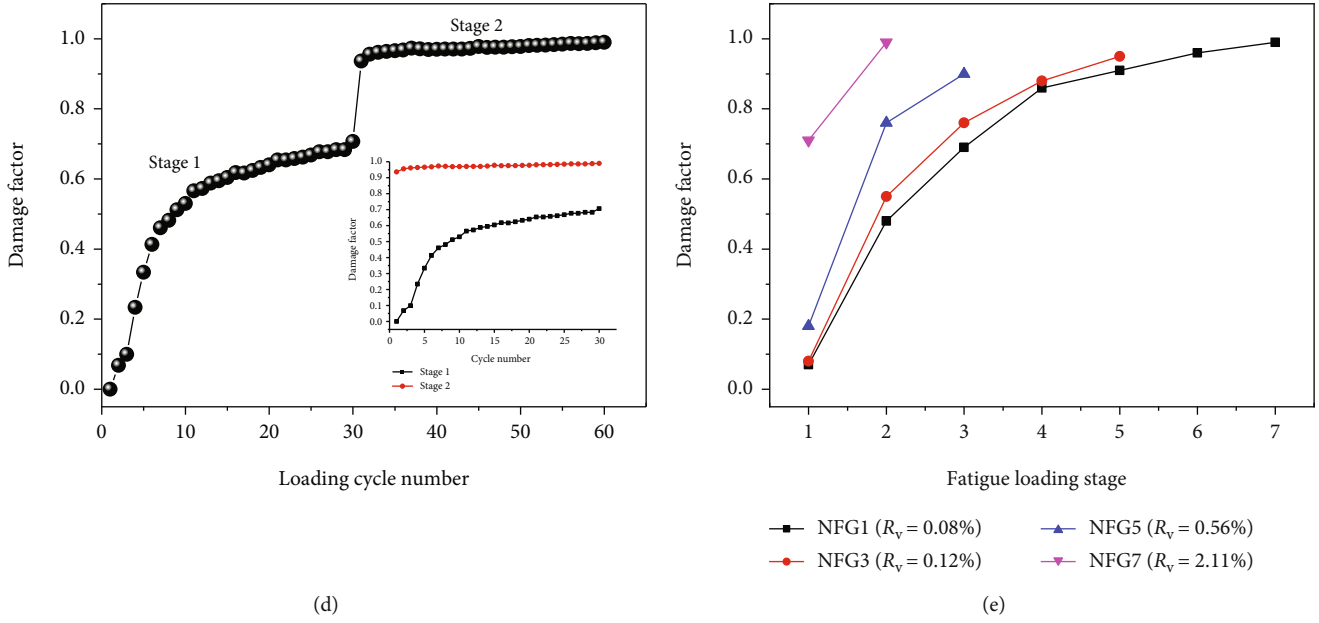 Damage factor
1.0
0.8
0.6
0.4
0.2
0.0
Stage 1
Stage 2
0 10 20 30 40 50 60
Loading cycle number
Damage factor
1.0
0.9
0.8
0.7
0.6
0.5
0.4
0.3
0.2
0.1
0.0
0 5 10 15 20 25 30
Cycle number
Stage 1
Stage 2
(d)
Damage factor
1.0
0.8
0.6
0.4
0.2
0.0
1 2 3 4 5 6 7
Fatigue loading stage
NFG1 (Rv = 0.08%)
NFG3 (Rv = 0.12%)
NFG5 (Rv = 0.56%)
NFG7 (Rv = 2.11%)
(e)